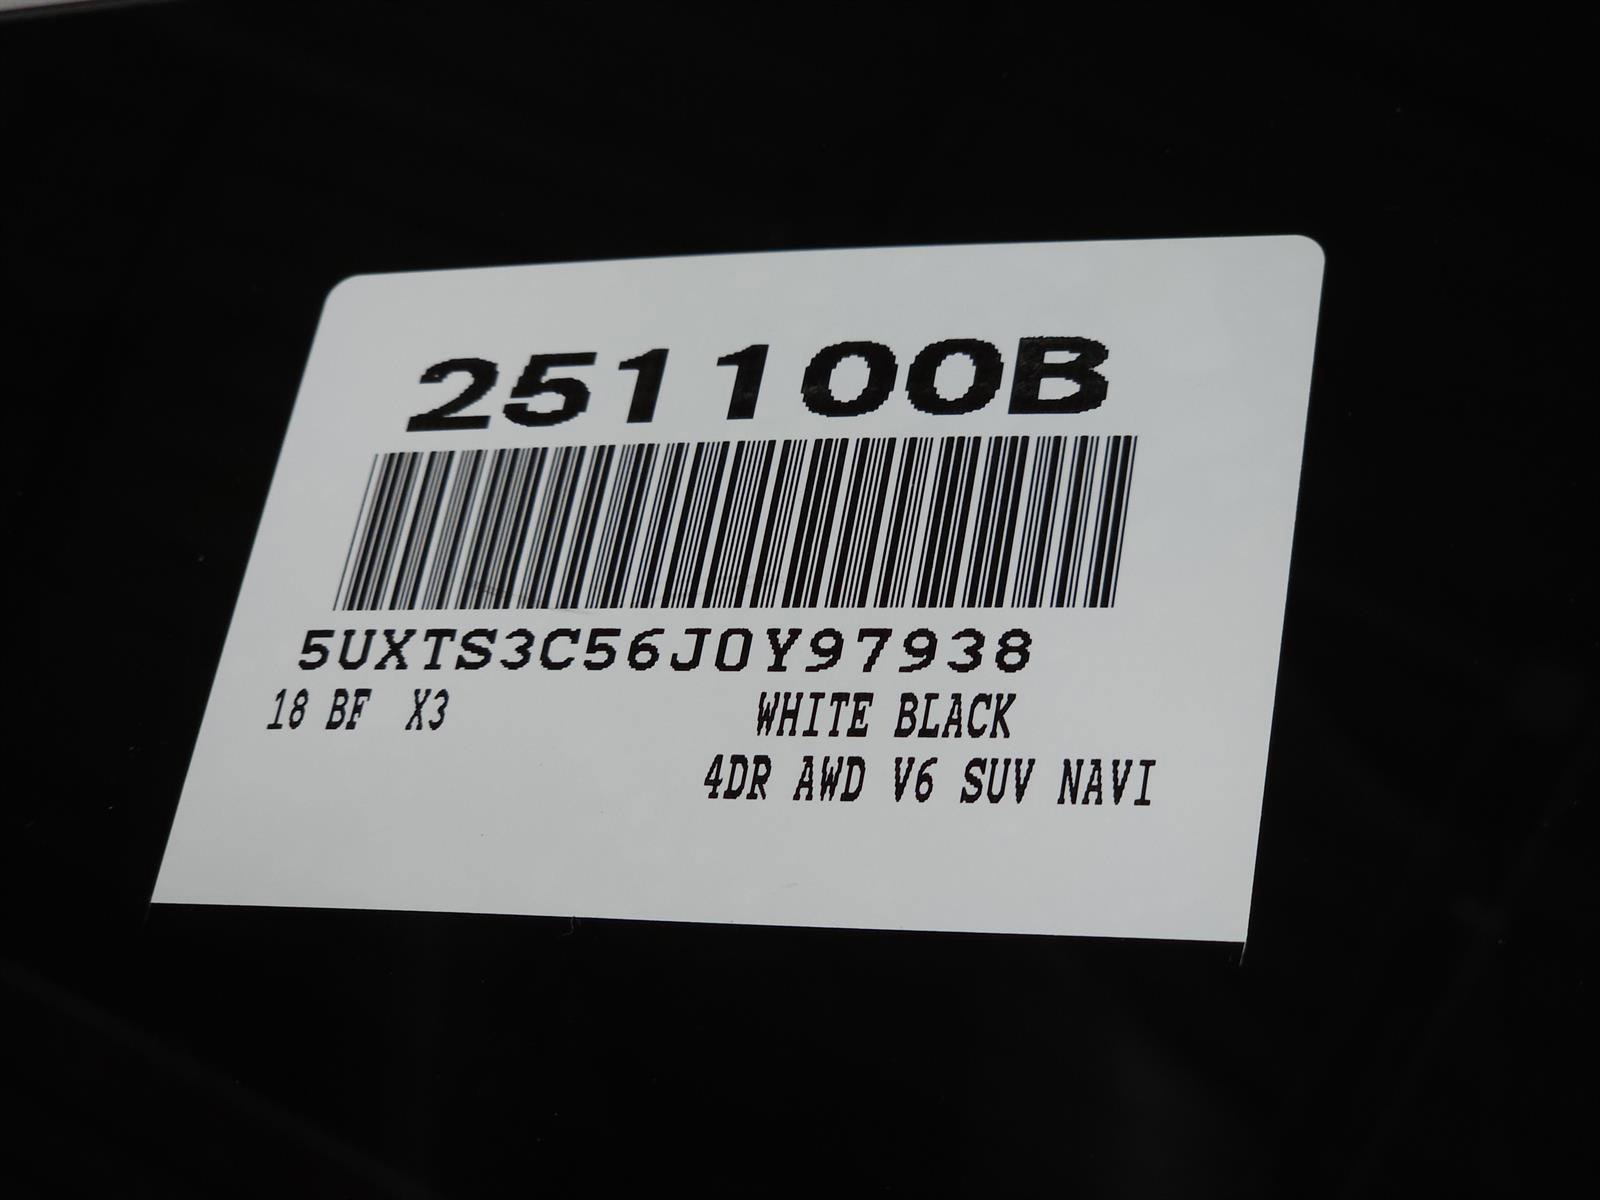 251100B
5UXTS3C56J0Y97938
18 BF X3 WHITE BLACK
4DR AWD V6 SUV NAVI